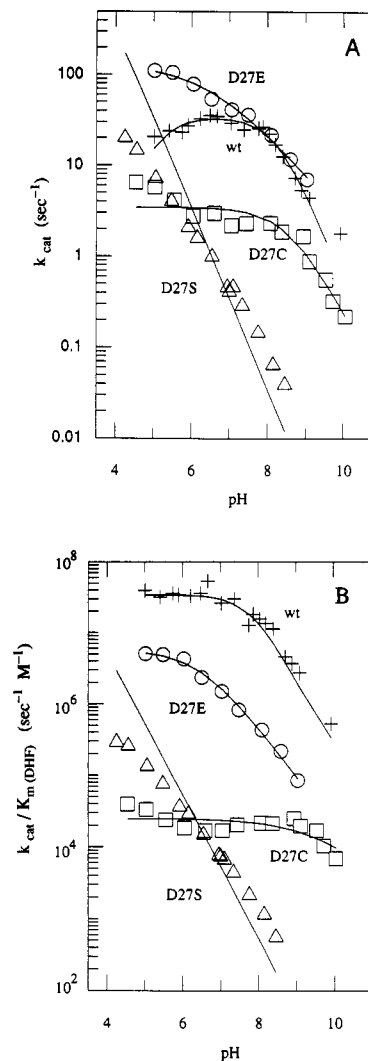 A
100
10
1
0.1
0.01
k cat (sec⁻¹)
D27E
wt
D27C
D27S
4 6 8 10
pH
B
10⁸
10⁶
10⁴
10²
k cat / K m (DHF) (sec⁻¹ M⁻¹)
wt
D27E
D27C
D27S
4 6 8 10
pH